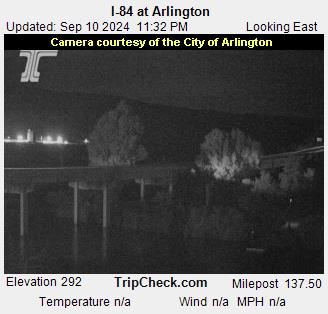 I-84 at Arlington
Updated: Sep 10 2024 11:32 PM Looking East
Camera courtesy of the City of Arlington
Elevation 292 TripCheck.com Milepost 137.50
Temperature n/a Wind n/a MPH n/a